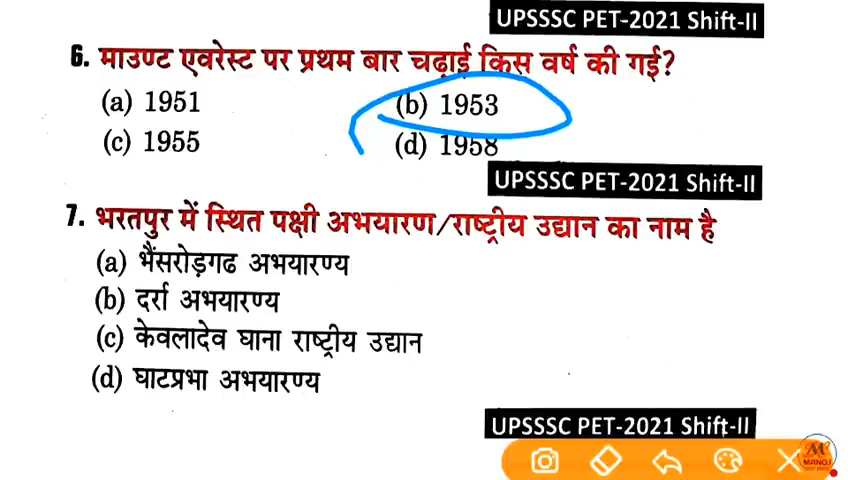 UPSSSC PET-2021 Shift-II
6. माउण्ट एवरेस्ट पर प्रथम बार चढ़ाई किस वर्ष की गई?
(a) 1951 (b) 1953
(c) 1955 (d) 1958
UPSSSC PET-2021 Shift-II
7. भरतपुर में स्थित पक्षी अभयारण/राष्ट्रीय उद्यान का नाम है
(a) भैंसरोड़गढ अभयारण्य
(b) दर्रा अभयारण्य
(c) केवलादेव घाना राष्ट्रीय उद्यान
(d) घाटप्रभा अभयारण्य
UPSSSC PET-2021 Shift-II
MANOJ